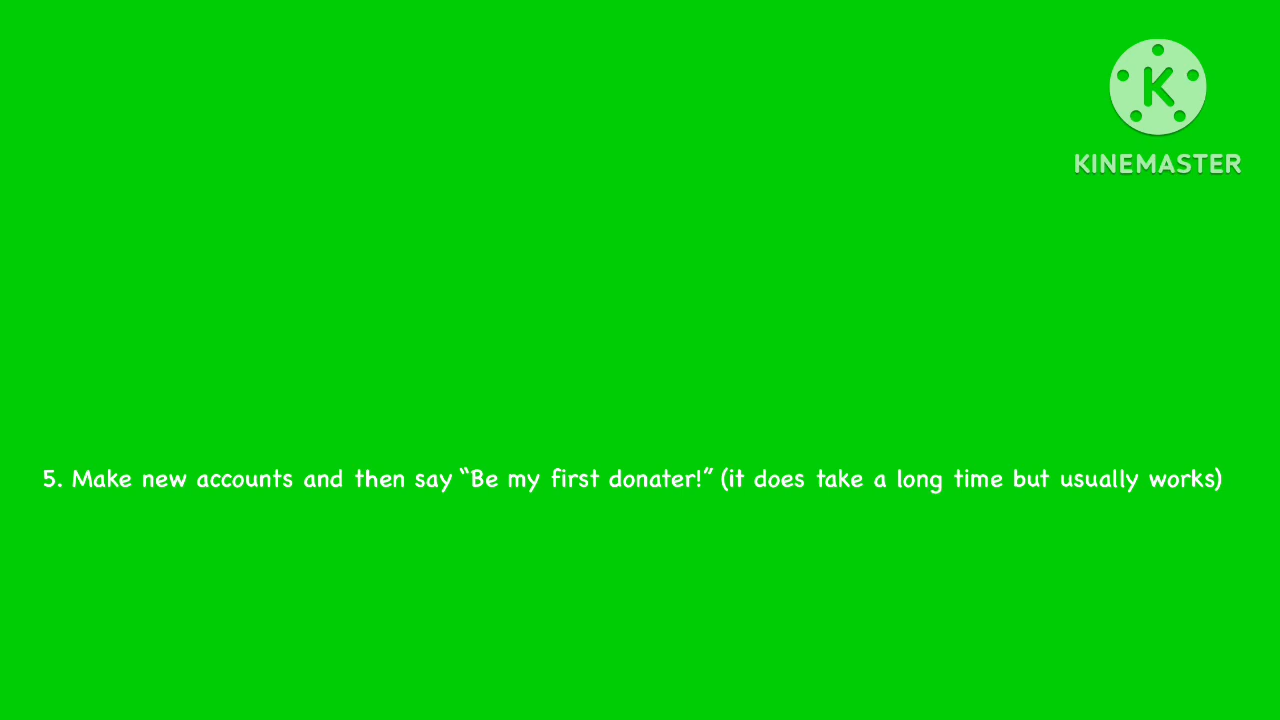 K
KINEMASTER
5. Make new accounts and then say “Be my first donater!” (it does take a long time but usually works)